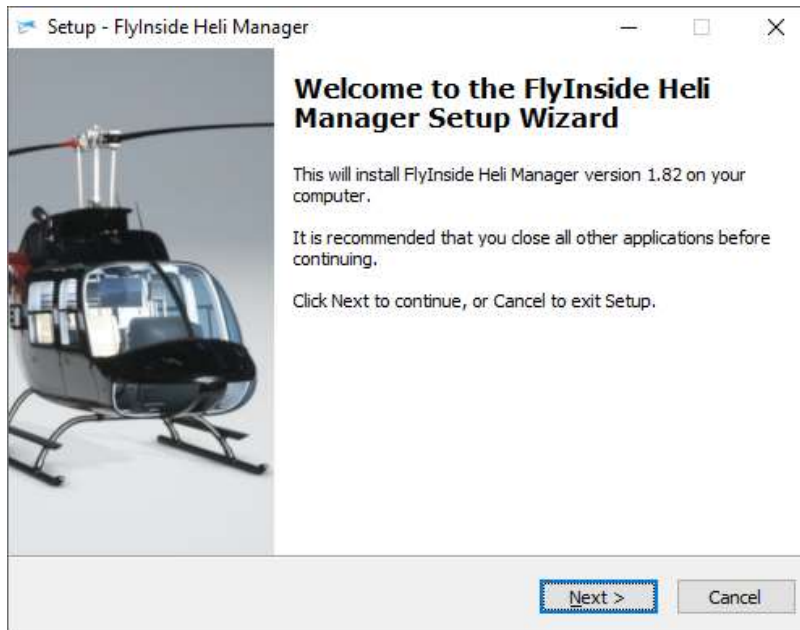 Setup - FlyInside Heli Manager
Welcome to the FlyInside Heli
Manager Setup Wizard
This will install FlyInside Heli Manager version 1.82 on your
computer.
It is recommended that you close all other applications before
continuing.
Click Next to continue, or Cancel to exit Setup.
Next >
Cancel